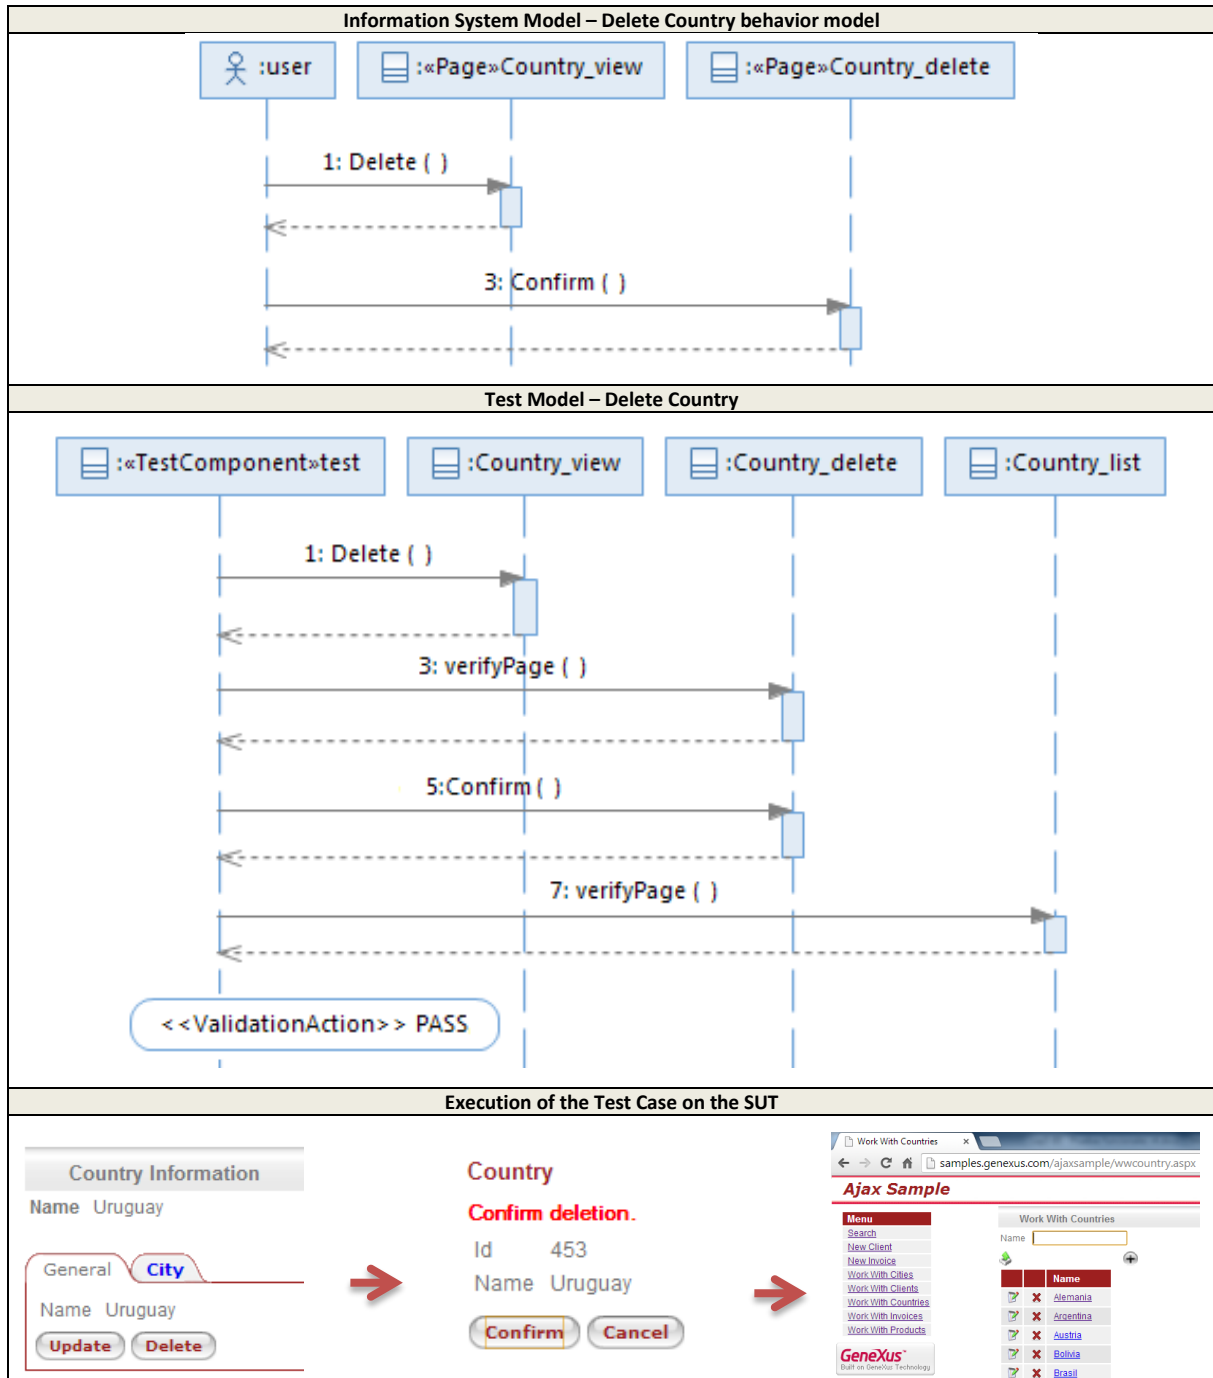 Information System Model – Delete Country behavior model
:user
:«Page»Country_view
:«Page»Country_delete
1: Delete ( )
3: Confirm ( )
Test Model – Delete Country
:«TestComponent»test
:Country_view
:Country_delete
:Country_list
1: Delete ( )
3: verifyPage ( )
5:Confirm ( )
7: verifyPage ( )
<<ValidationAction>> PASS
Execution of the Test Case on the SUT
Country Information
Name Uruguay
General City
Name Uruguay
Update Delete
Country
Confirm deletion.
Id 453
Name Uruguay
Confirm Cancel
Work With Countries ×
samples.genexus.com/ajaxsample/wwcountry.aspx
Ajax Sample
Menu
Search
New Client
New Invoice
Work With Cities
Work With Clients
Work With Countries
Work With Invoices
Work With Products
GeneXus
Built on GeneXus Technology
Work With Countries
Name
Name
Alemania
Argentina
Austria
Bolivia
Brasil